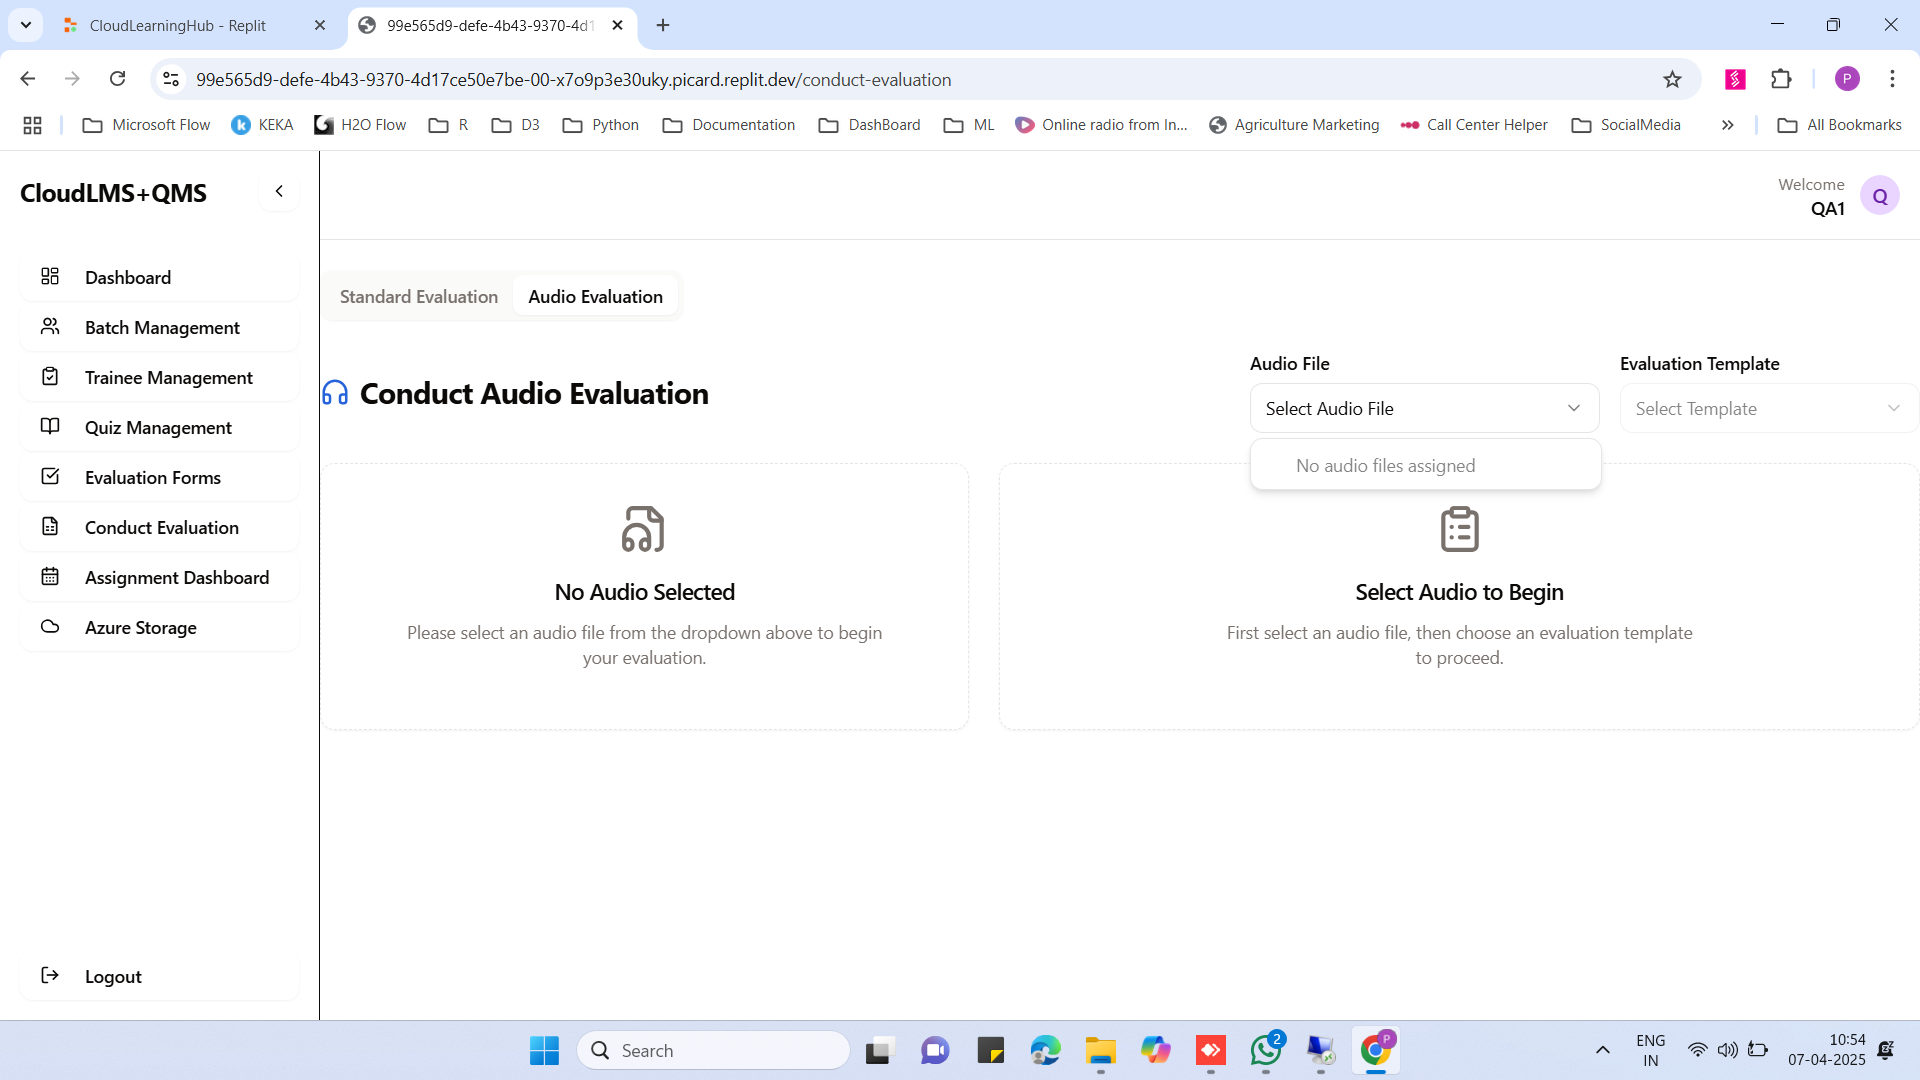 CloudLearningHub - Replit
99e565d9-defe-4b43-9370-4d1
99e565d9-defe-4b43-9370-4d17ce50e7be-00-x7o9p3e30uky.picard.replit.dev/conduct-evaluation
P
Microsoft Flow
KEKA
H2O Flow
R
D3
Python
Documentation
DashBoard
ML
Online radio from In...
Agriculture Marketing
Call Center Helper
SocialMedia
All Bookmarks
CloudLMS+QMS
Welcome
QA1
Q
Dashboard
Batch Management
Trainee Management
Quiz Management
Evaluation Forms
Conduct Evaluation
Assignment Dashboard
Azure Storage
Logout
Standard Evaluation
Audio Evaluation
Conduct Audio Evaluation
Audio File
Select Audio File
No audio files assigned
Evaluation Template
Select Template
No Audio Selected
Please select an audio file from the dropdown above to begin
your evaluation.
Select Audio to Begin
First select an audio file, then choose an evaluation template
to proceed.
Search
2
P
ENG
IN
10:54
07-04-2025